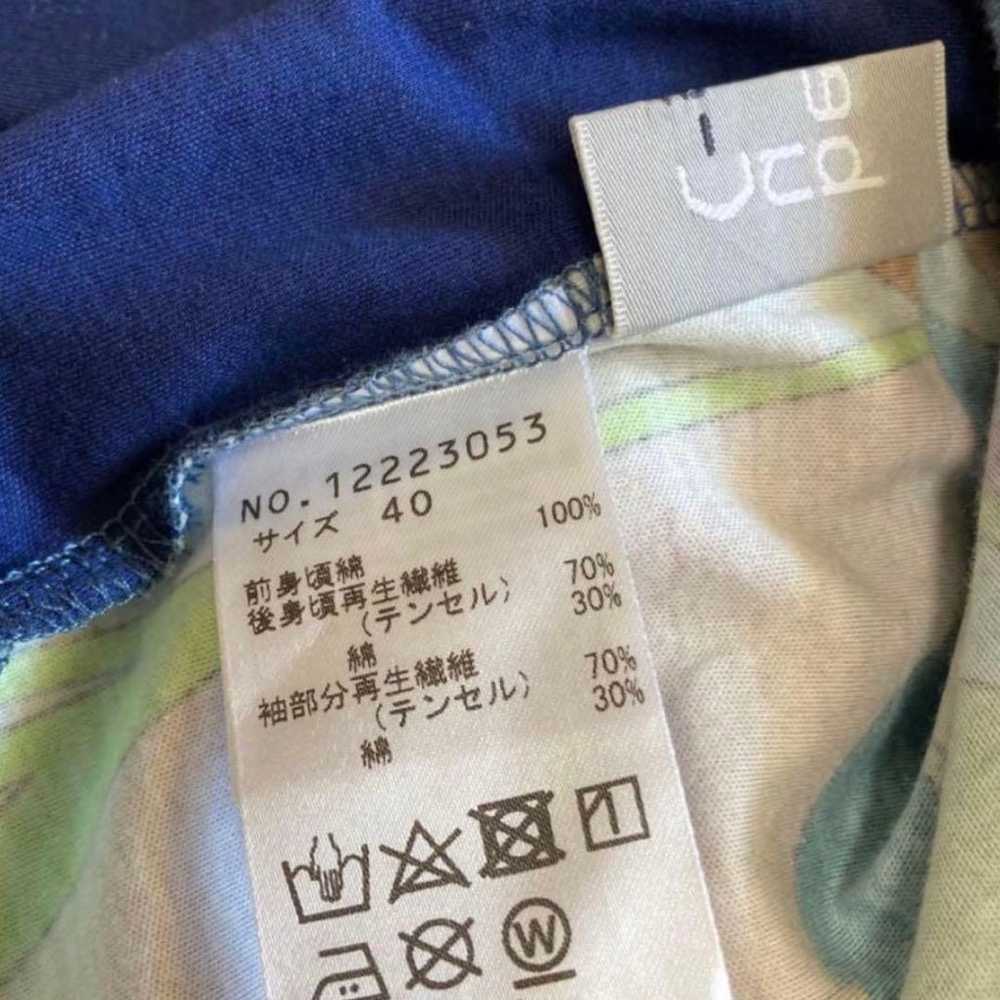 NO.12223053
サイズ 40
前身頃綿 100%
後身頃再生繊維 70%
(テンセル) 30%
綿
袖部分再生繊維 70%
(テンセル) 30%
綿
W